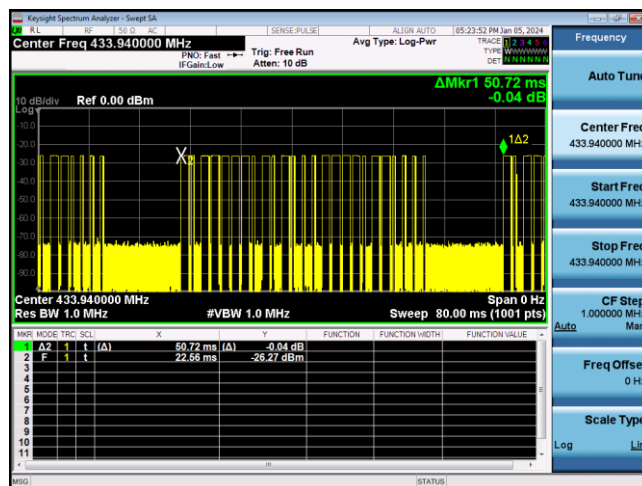 Keysight Spectrum Analyzer - Swept SA
RL RF 50 Ω AC SENSE:PULSE ALIGN AUTO 05:23:52 PM Jan 05, 2024
Center Freq 433.940000 MHz
PNO: Fast
IFGain:Low
Trig: Free Run
Atten: 10 dB
Avg Type: Log-Pwr
TRACE 1 2 3 4 5 6
TYPE W
DET N N N N N N
ΔMkr1 50.72 ms
-0.04 dB
10 dB/div Ref 0.00 dBm
Log
-10.0
-20.0
-30.0
-40.0
-50.0
-60.0
-70.0
-80.0
-90.0
X2
1Δ2
Center 433.940000 MHz
Span 0 Hz
Res BW 1.0 MHz
#VBW 1.0 MHz
Sweep 80.00 ms (1001 pts)
MKR MODE TRC SCL X Y FUNCTION FUNCTION WIDTH FUNCTION VALUE
1 Δ2 1 t (Δ) 50.72 ms (Δ) -0.04 dB
2 F 1 t 22.56 ms -26.27 dBm
3
4
5
6
7
8
9
10
11
MSG
STATUS
Frequency
Auto Tune
Center Freq
433.940000 MHz
Start Freq
433.940000 MHz
Stop Freq
433.940000 MHz
CF Step
1.000000 MHz
Auto Man
Freq Offset
0 Hz
Scale Type
Log Lin